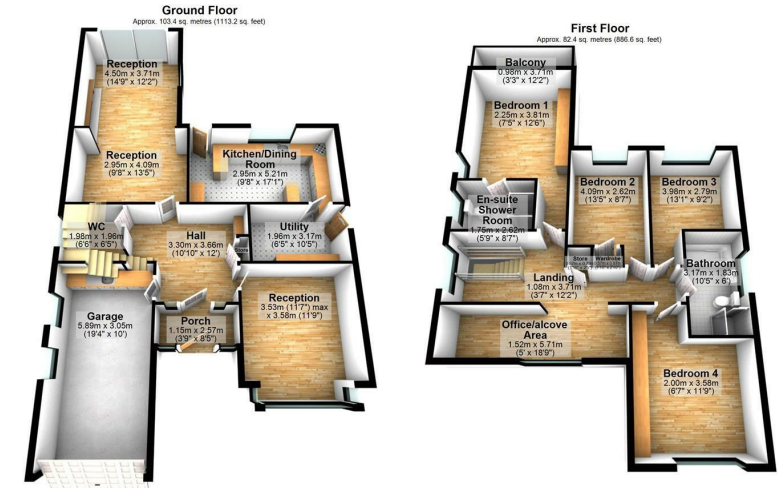 Ground Floor
Approx. 103.4 sq. metres (1113.2 sq. feet)
Reception
4.50m x 3.71m
(14'9" x 12'2")
Reception
2.95m x 4.09m
(9'8" x 13'5")
Kitchen/Dining
Room
2.95m x 5.21m
(9'8" x 17'1")
WC
1.98m x 1.96m
(6'6" x 6'5")
Hall
3.30m x 3.66m
(10'10" x 12')
Store
Utility
1.96m x 3.17m
(6'5" x 10'5")
Garage
5.89m x 3.05m
(19'4" x 10')
Porch
1.15m x 2.57m
(3'9" x 8'5")
Reception
3.53m (11'7") max
x 3.58m (11'9")
First Floor
Approx. 82.4 sq. metres (886.6 sq. feet)
Balcony
0.98m x 3.71m
(3'3" x 12'2")
Bedroom 1
2.25m x 3.81m
(7'5" x 12'6")
En-suite
Shower
Room
1.75m x 2.62m
(5'9" x 8'7")
Bedroom 2
4.09m x 2.62m
(13'5" x 8'7")
Bedroom 3
3.98m x 2.79m
(13'1" x 9'2")
Store
Wardrobe
Bathroom
3.17m x 1.83m
(10'5" x 6')
Landing
1.08m x 3.71m
(3'7" x 12'2")
Office/alcove
Area
1.52m x 5.71m
(5' x 18'9")
Bedroom 4
2.00m x 3.58m
(6'7" x 11'9")